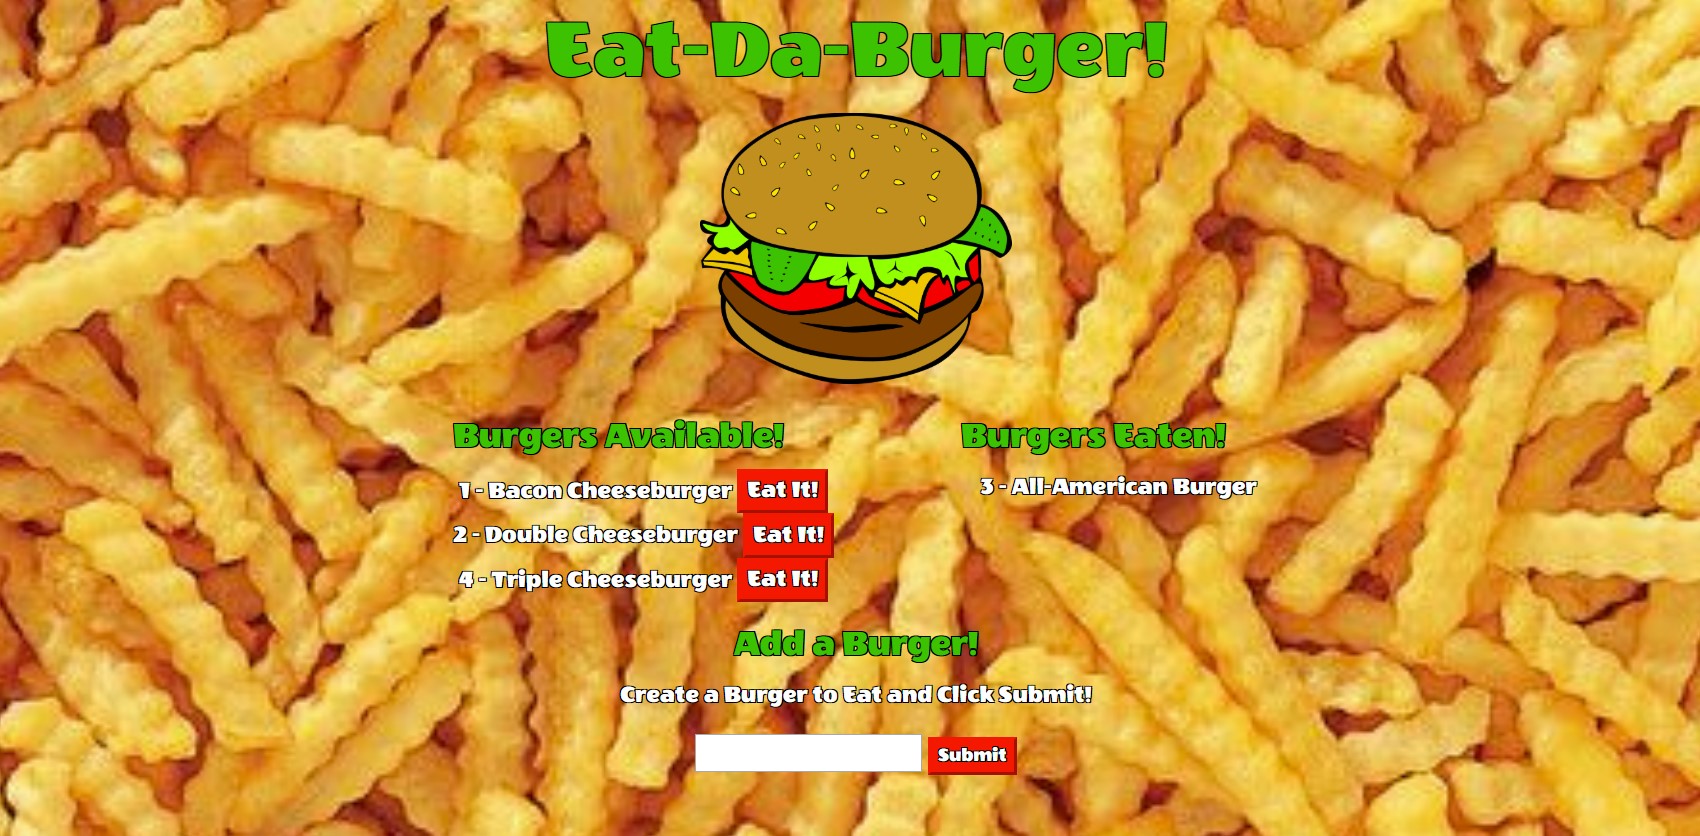 Eat-Da-Burger!
Burgers Available!
1 - Bacon Cheeseburger Eat It!
2 - Double Cheeseburger Eat It!
4 - Triple Cheeseburger Eat It!
Burgers Eaten!
3 - All-American Burger
Add a Burger!
Create a Burger to Eat and Click Submit!
Submit